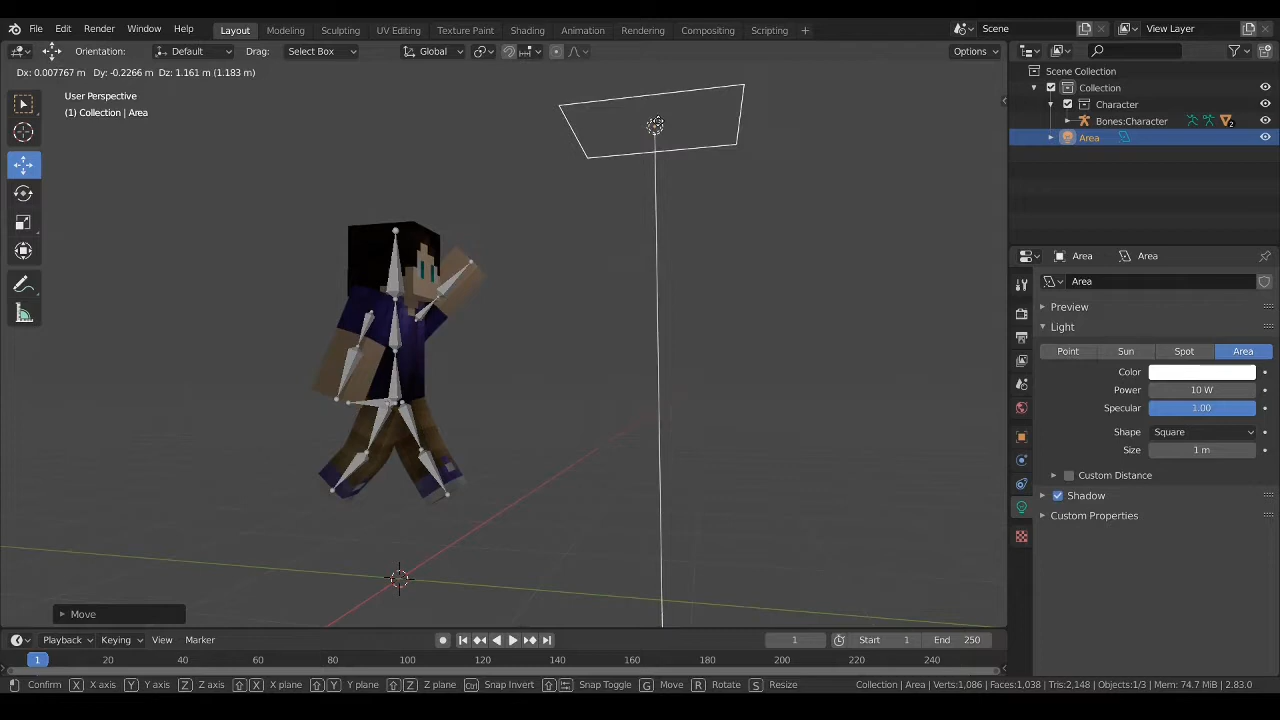 File Edit Render Window Help Layout Modeling Sculpting UV Editing Texture Paint Shading Animation Rendering Compositing Scripting + Scene View Layer
Orientation: Default Drag: Select Box Global Options
Dx: 0.007767 m Dy: -0.2266 m Dz: 1.161 m (1.183 m)
User Perspective
(1) Collection | Area
Scene Collection
Collection
Character
Bones:Character
2
Area
Area Area
Area
Preview
Light
Point Sun Spot Area
Color
Power 10 W
Specular 1.00
Shape Square
Size 1 m
Custom Distance
Shadow
Custom Properties
Move
Playback Keying View Marker 1 Start 1 End 250
1 20 40 60 80 100 120 140 160 180 200 220 240
Confirm X X axis Y Y axis Z Z axis X X plane Y Y plane Z Z plane Ctrl Snap Invert Snap Toggle G Move R Rotate S Resize Collection | Area | Verts:1,086 | Faces:1,038 | Tris:2,148 | Objects:1/3 | Mem: 74.7 MiB | 2.83.0